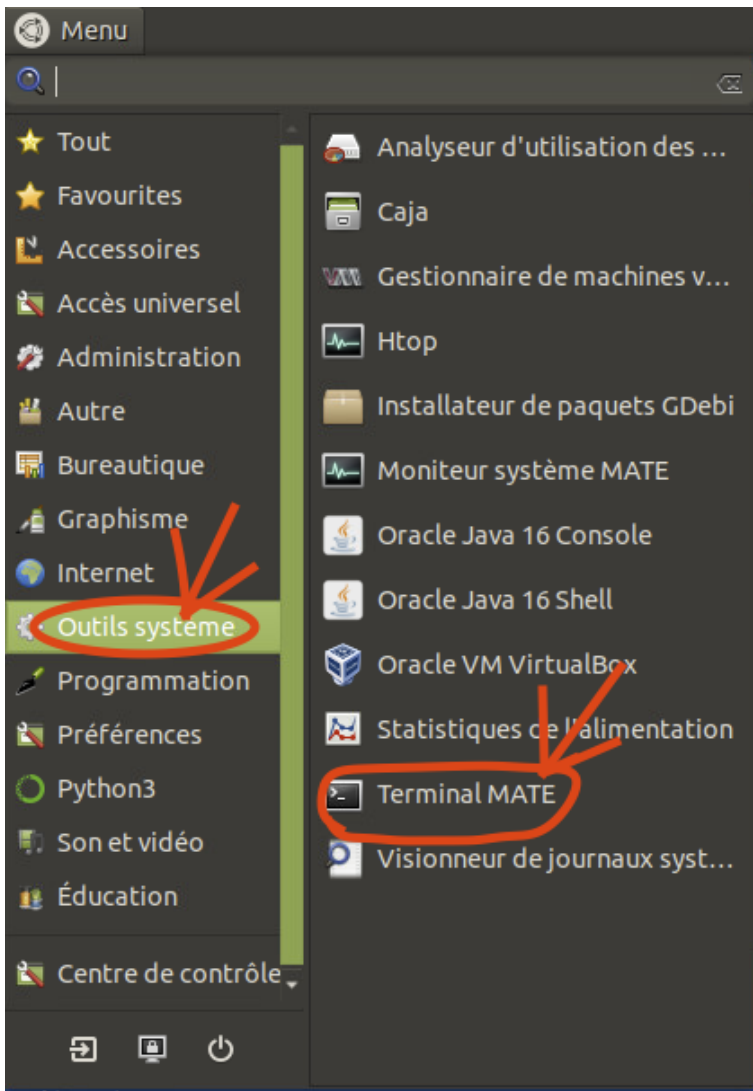 Menu
Tout
Favourites
Accessoires
Accès universel
Administration
Autre
Bureautique
Graphisme
Internet
Outils système
Programmation
Préférences
Python3
Son et vidéo
Éducation
Centre de contrôle
Analyseur d'utilisation des ...
Caja
Gestionnaire de machines v...
Htop
Installateur de paquets GDebi
Moniteur système MATE
Oracle Java 16 Console
Oracle Java 16 Shell
Oracle VM VirtualBox
Statistiques de l'alimentation
Terminal MATE
Visionneur de journaux syst...